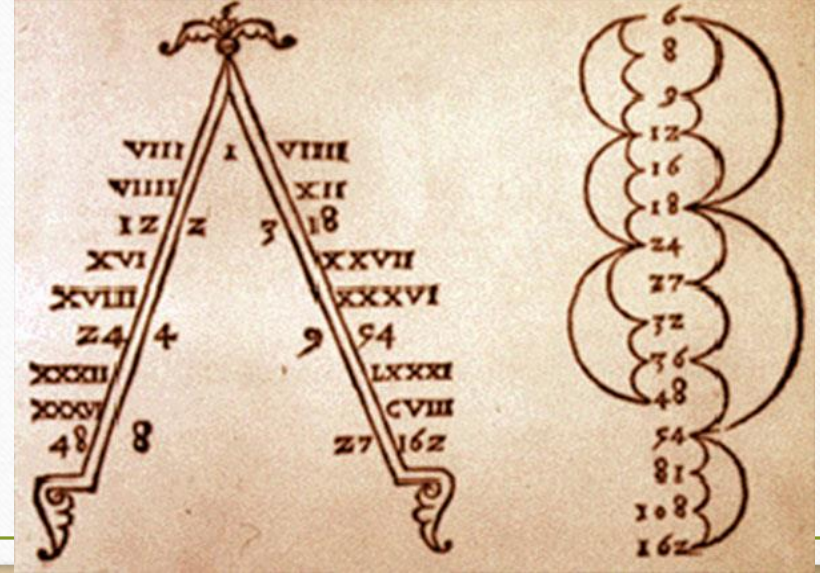 VIII 1 VIIII
VIIII XII
12 2 3 18
XVI XXVII
XVIII XXXVI
24 4 9 54
XXXII LXXXI
XXXVI CVIII
48 8 27 162
6
8
9
12
16
18
24
27
32
36
48
54
81
108
162